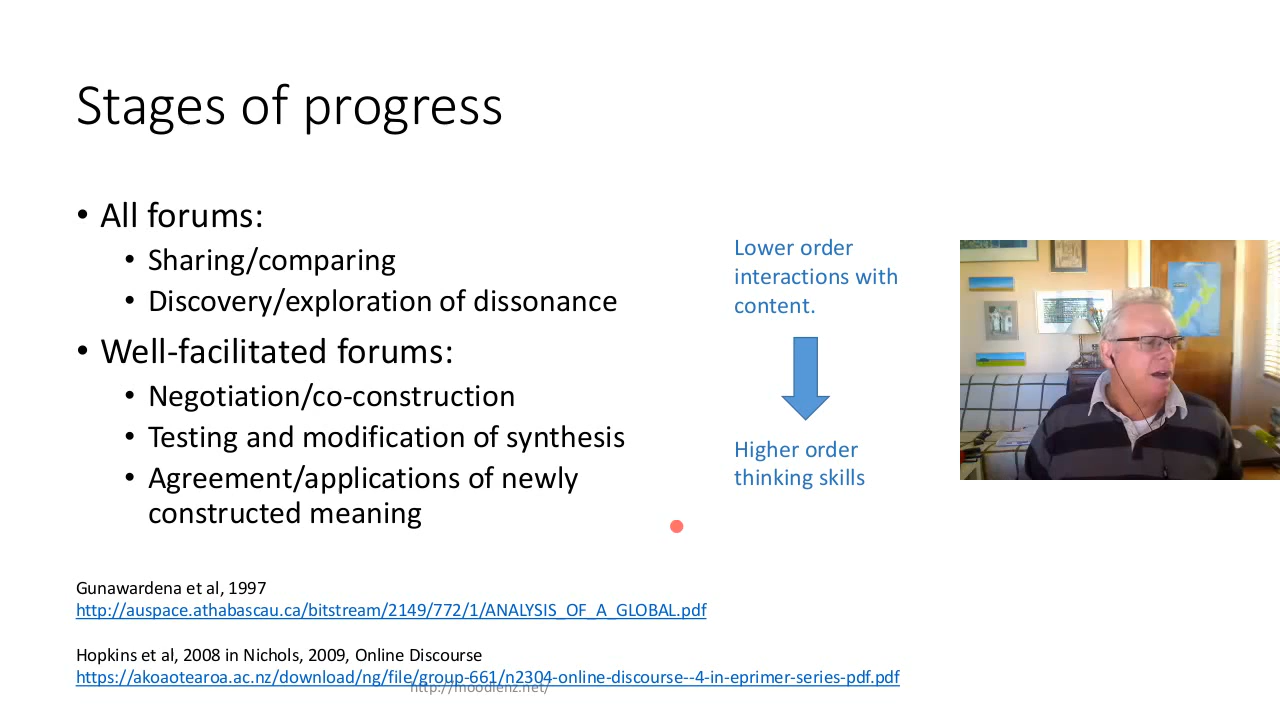 Stages of progress
• All forums:
• Sharing/comparing
• Discovery/exploration of dissonance
• Well-facilitated forums:
• Negotiation/co-construction
• Testing and modification of synthesis
• Agreement/applications of newly
constructed meaning
Lower order
interactions with
content.
Higher order
thinking skills
Gunawardena et al, 1997
http://auspace.athabascau.ca/bitstream/2149/772/1/ANALYSIS_OF_A_GLOBAL.pdf
Hopkins et al, 2008 in Nichols, 2009, Online Discourse
https://akoaotearoa.ac.nz/download/ng/file/group-661/n2304-online-discourse--4-in-eprimer-series-pdf.pdf
http://moodlenz.net/